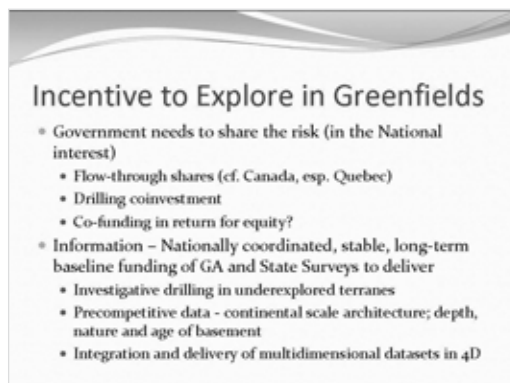 Incentive to Explore in Greenfields
• Government needs to share the risk (in the National
interest)
• Flow-through shares (cf. Canada, esp. Quebec)
• Drilling coinvestment
• Co-funding in return for equity?
• Information – Nationally coordinated, stable, long-term
baseline funding of GA and State Surveys to deliver
• Investigative drilling in underexplored terranes
• Precompetitive data - continental scale architecture; depth,
nature and age of basement
• Integration and delivery of multidimensional datasets in 4D